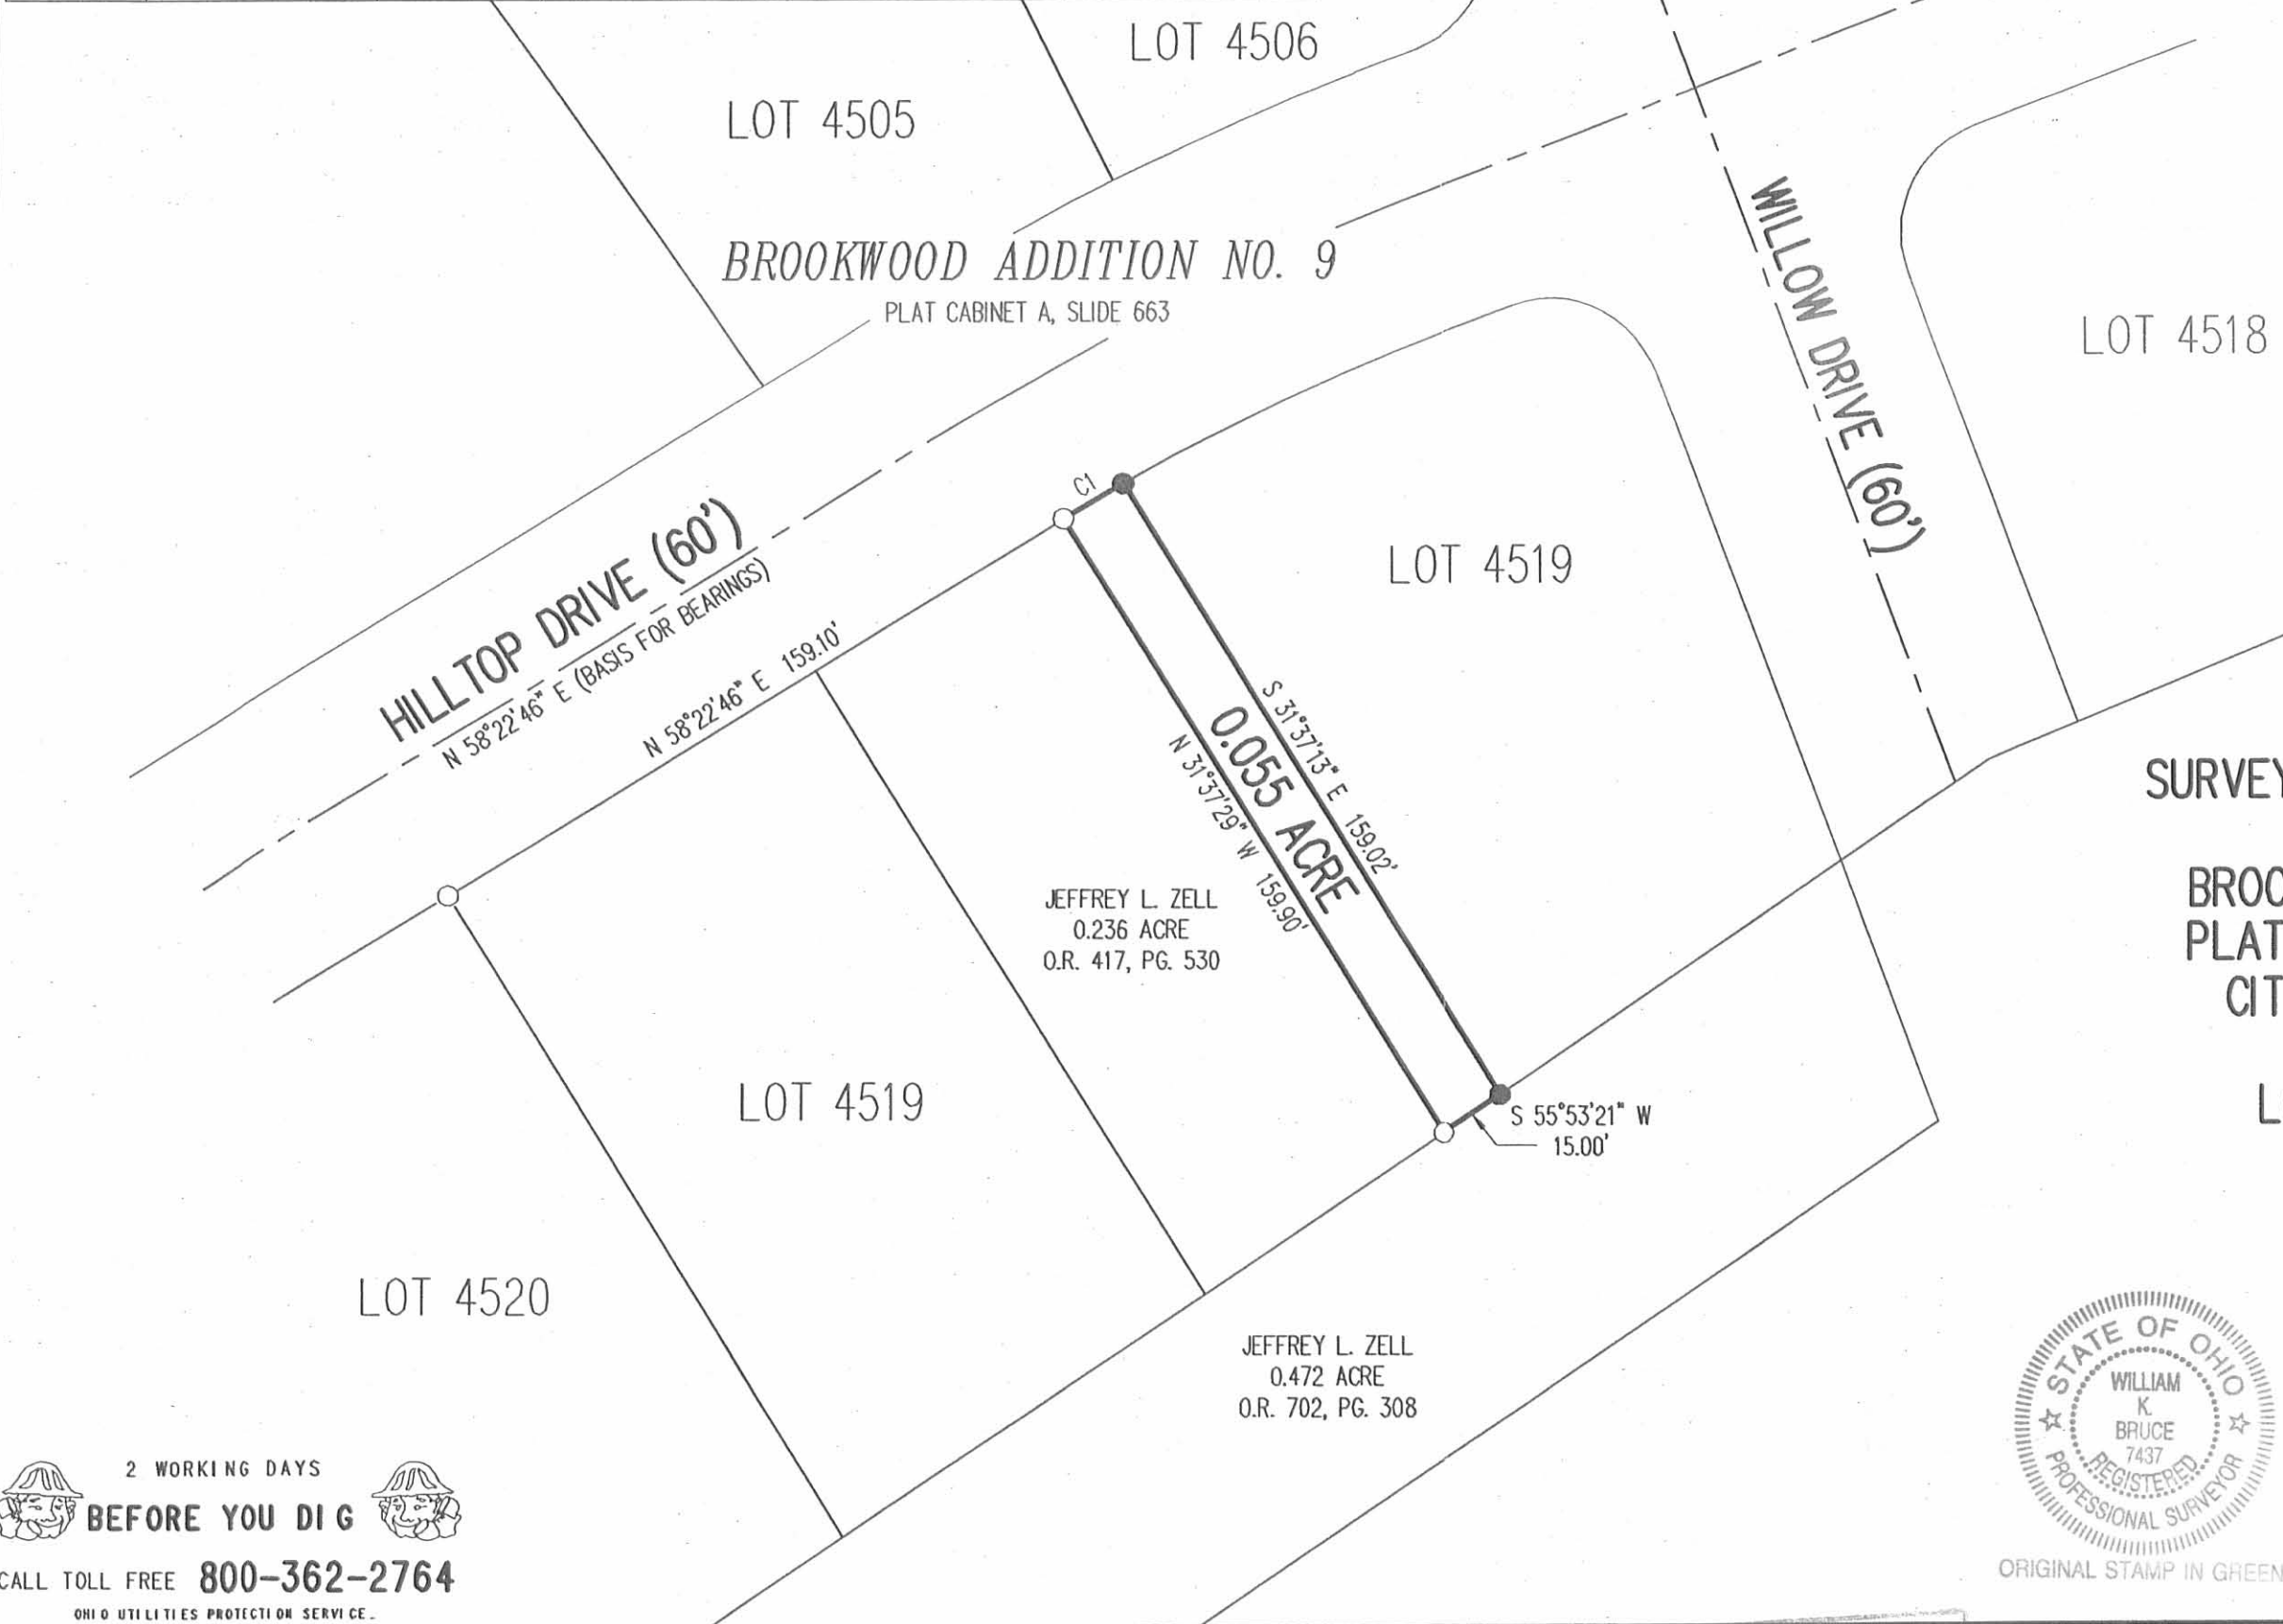 LOT 4506
LOT 4505
BROOKWOOD ADDITION NO. 9
PLAT CABINET A, SLIDE 663
WILLOW DRIVE (60')
LOT 4518
C1
HILLTOP DRIVE (60')
N 58°22'46" E (BASIS FOR BEARINGS)
N 58°22'46" E 159.10'
LOT 4519
S 31°37'13" E 159.02'
0.055 ACRE
N 31°37'29" W 159.90'
SURVEY
BROO
PLAT
CIT
L
JEFFREY L. ZELL
0.236 ACRE
O.R. 417, PG. 530
LOT 4519
S 55°53'21" W
15.00'
LOT 4520
JEFFREY L. ZELL
0.472 ACRE
O.R. 702, PG. 308
STATE OF OHIO
WILLIAM
K.
BRUCE
7437
REGISTERED
PROFESSIONAL SURVEYOR
ORIGINAL STAMP IN GREEN
2 WORKING DAYS
BEFORE YOU DIG
CALL TOLL FREE 800-362-2764
OHIO UTILITIES PROTECTION SERVICE.